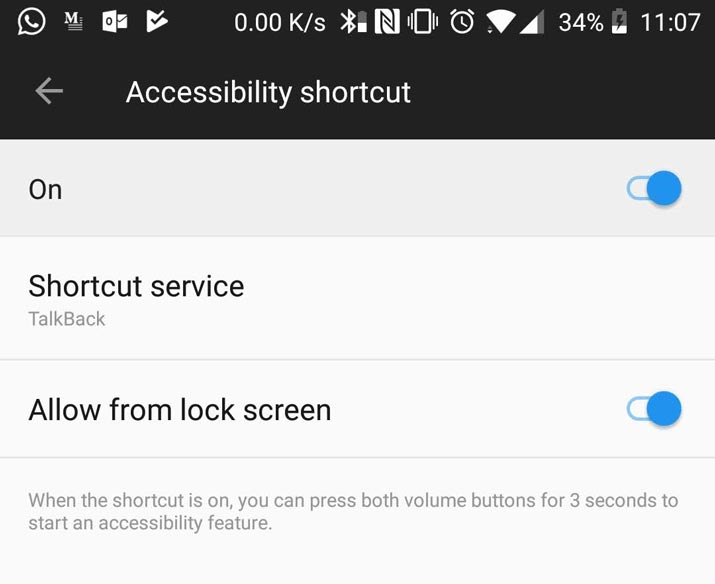 0.00 K/s 34% 11:07
Accessibility shortcut
On
Shortcut service
TalkBack
Allow from lock screen
When the shortcut is on, you can press both volume buttons for 3 seconds to
start an accessibility feature.